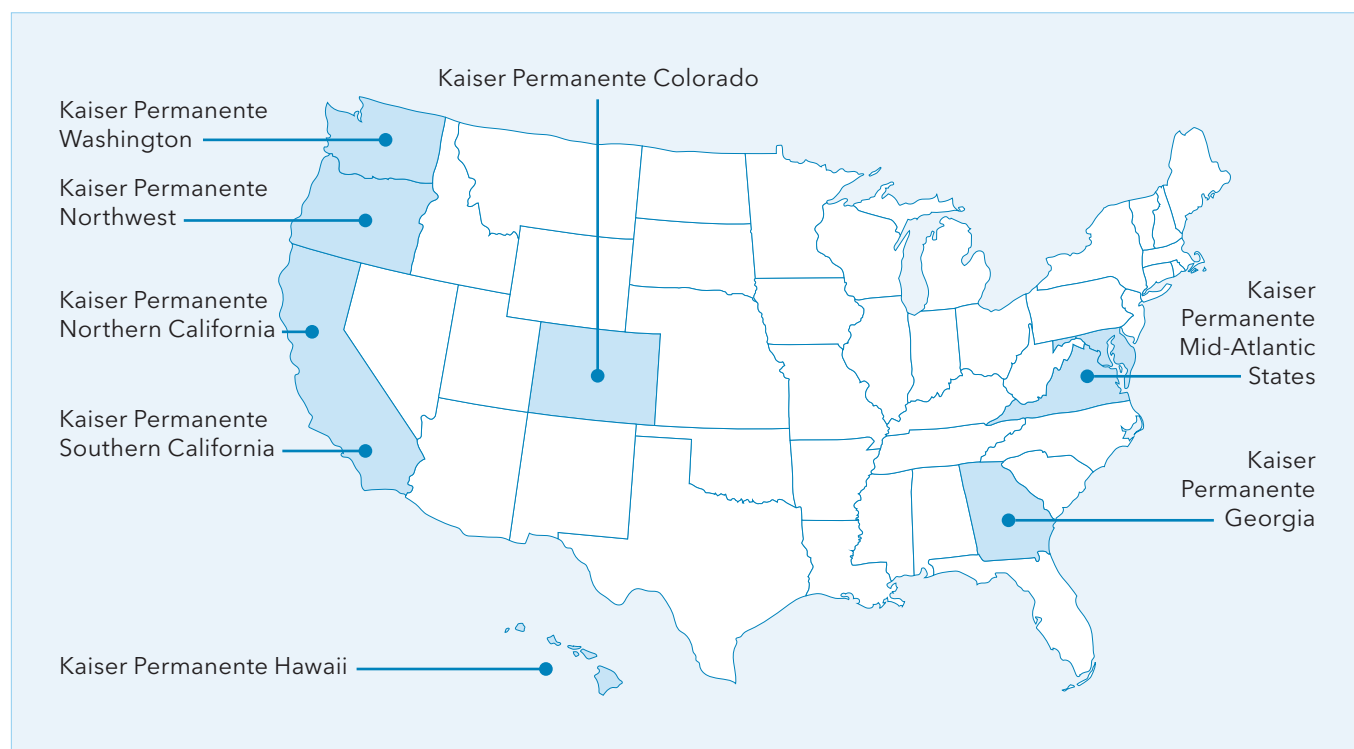 Kaiser Permanente Colorado
Kaiser Permanente
Washington
Kaiser Permanente
Northwest
Kaiser Permanente
Northern California
Kaiser Permanente
Southern California
Kaiser Permanente Hawaii
Kaiser
Permanente
Mid-Atlantic
States
Kaiser
Permanente
Georgia